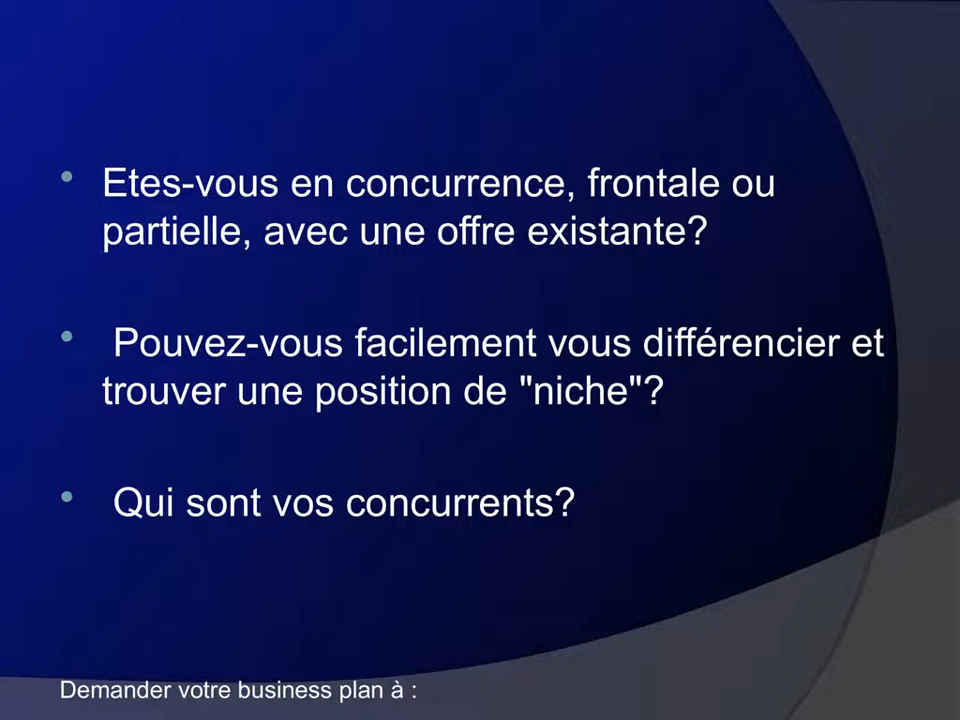 • Etes-vous en concurrence, frontale ou
partielle, avec une offre existante?
• Pouvez-vous facilement vous différencier et
trouver une position de "niche"?
• Qui sont vos concurrents?
Demander votre business plan à :